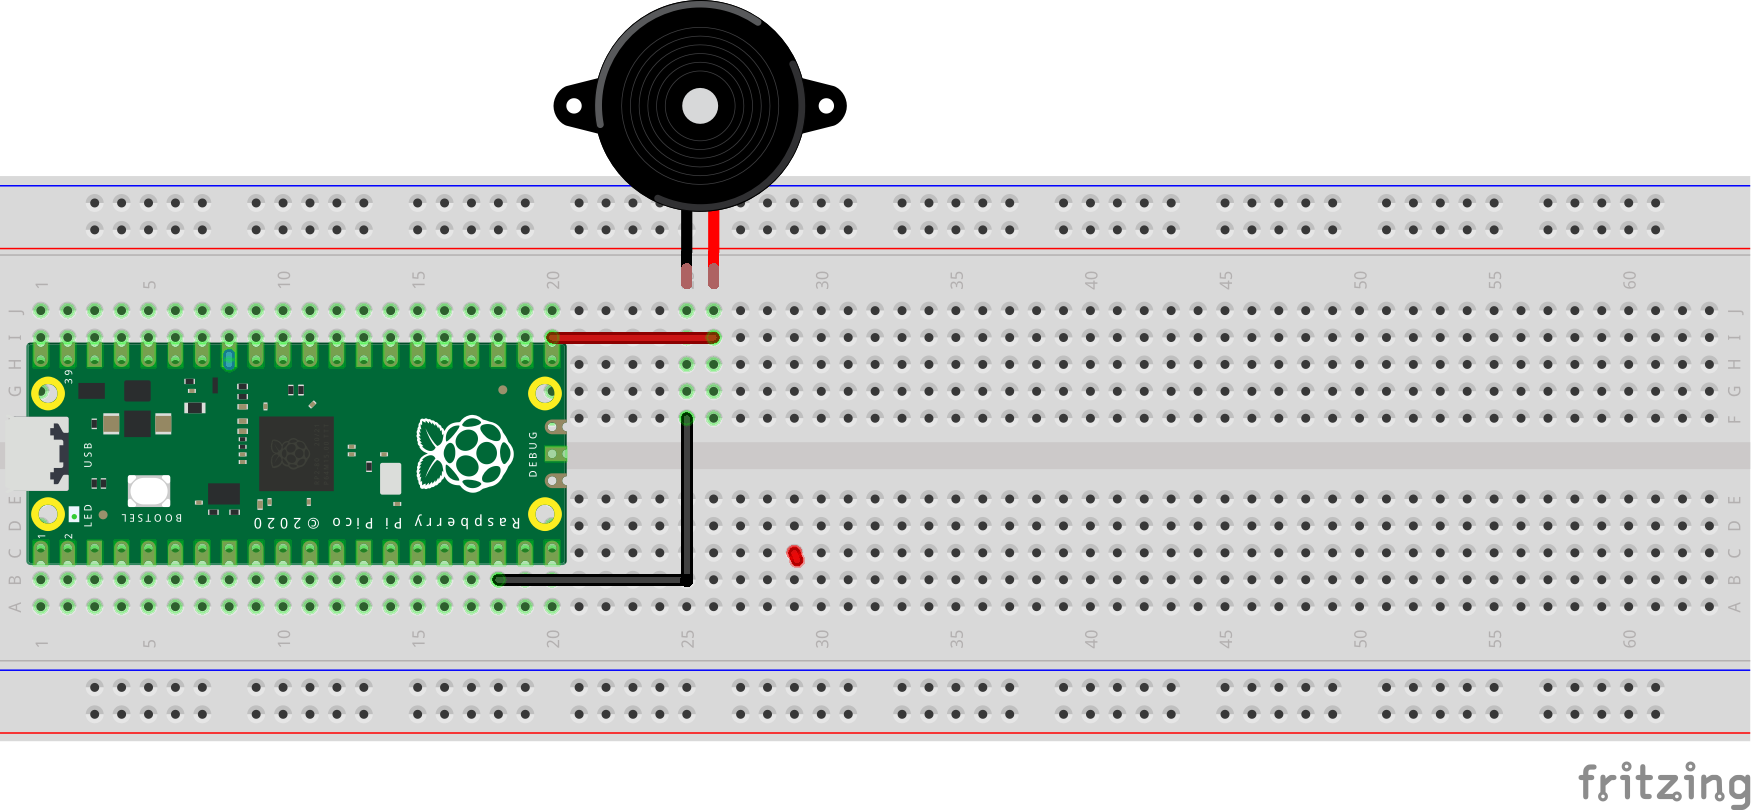 1 5 10 15 20 25 30 35 40 45 50 55 60
J J
I I
H H
G G
F F
39
USB
DEBUG
BOOTSEL
LED
Raspberry Pi Pico © 2020
1 2
E E
D D
C C
B B
A A
1 5 10 15 20 25 30 35 40 45 50 55 60
fritzing